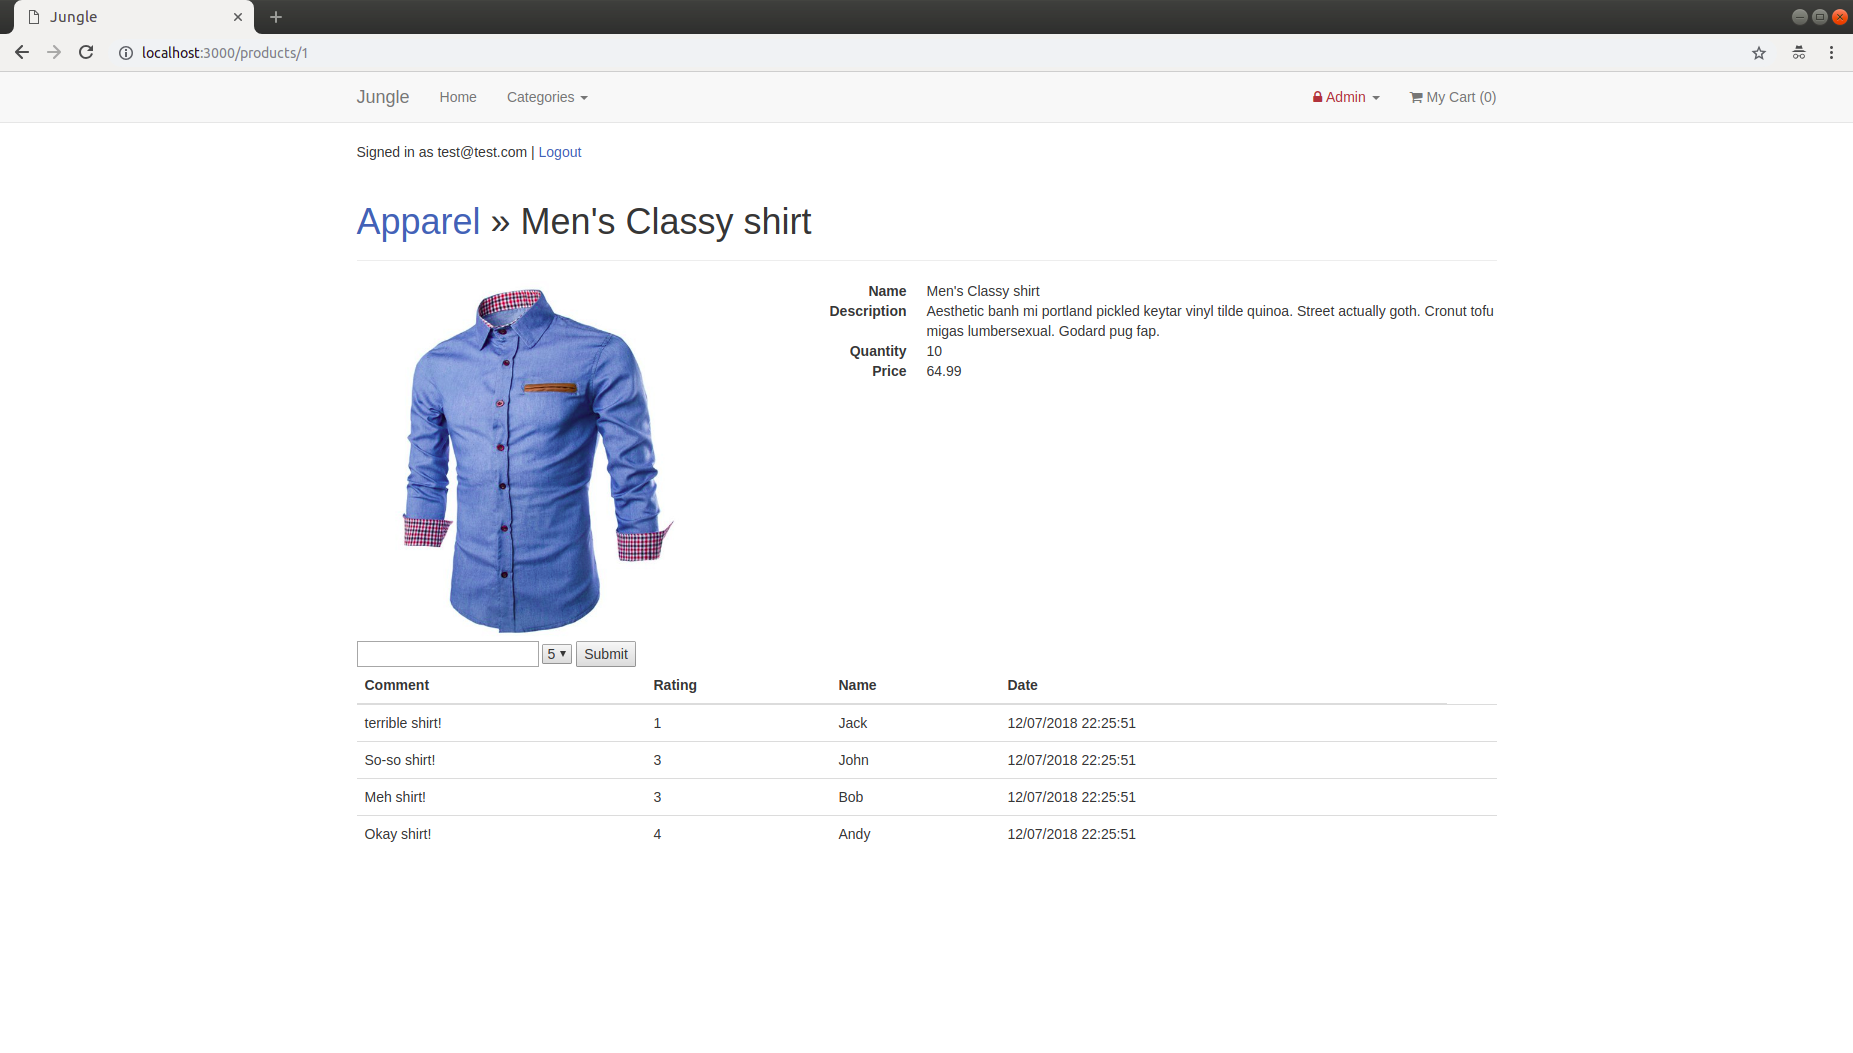 Jungle
localhost:3000/products/1
Jungle Home Categories Admin My Cart (0)
Signed in as test@test.com | Logout
Apparel » Men's Classy shirt
Name Men's Classy shirt
Description Aesthetic banh mi portland pickled keytar vinyl tilde quinoa. Street actually goth. Cronut tofu
migas lumbersexual. Godard pug fap.
Quantity 10
Price 64.99
5 Submit
Comment Rating Name Date
terrible shirt! 1 Jack 12/07/2018 22:25:51
So-so shirt! 3 John 12/07/2018 22:25:51
Meh shirt! 3 Bob 12/07/2018 22:25:51
Okay shirt! 4 Andy 12/07/2018 22:25:51